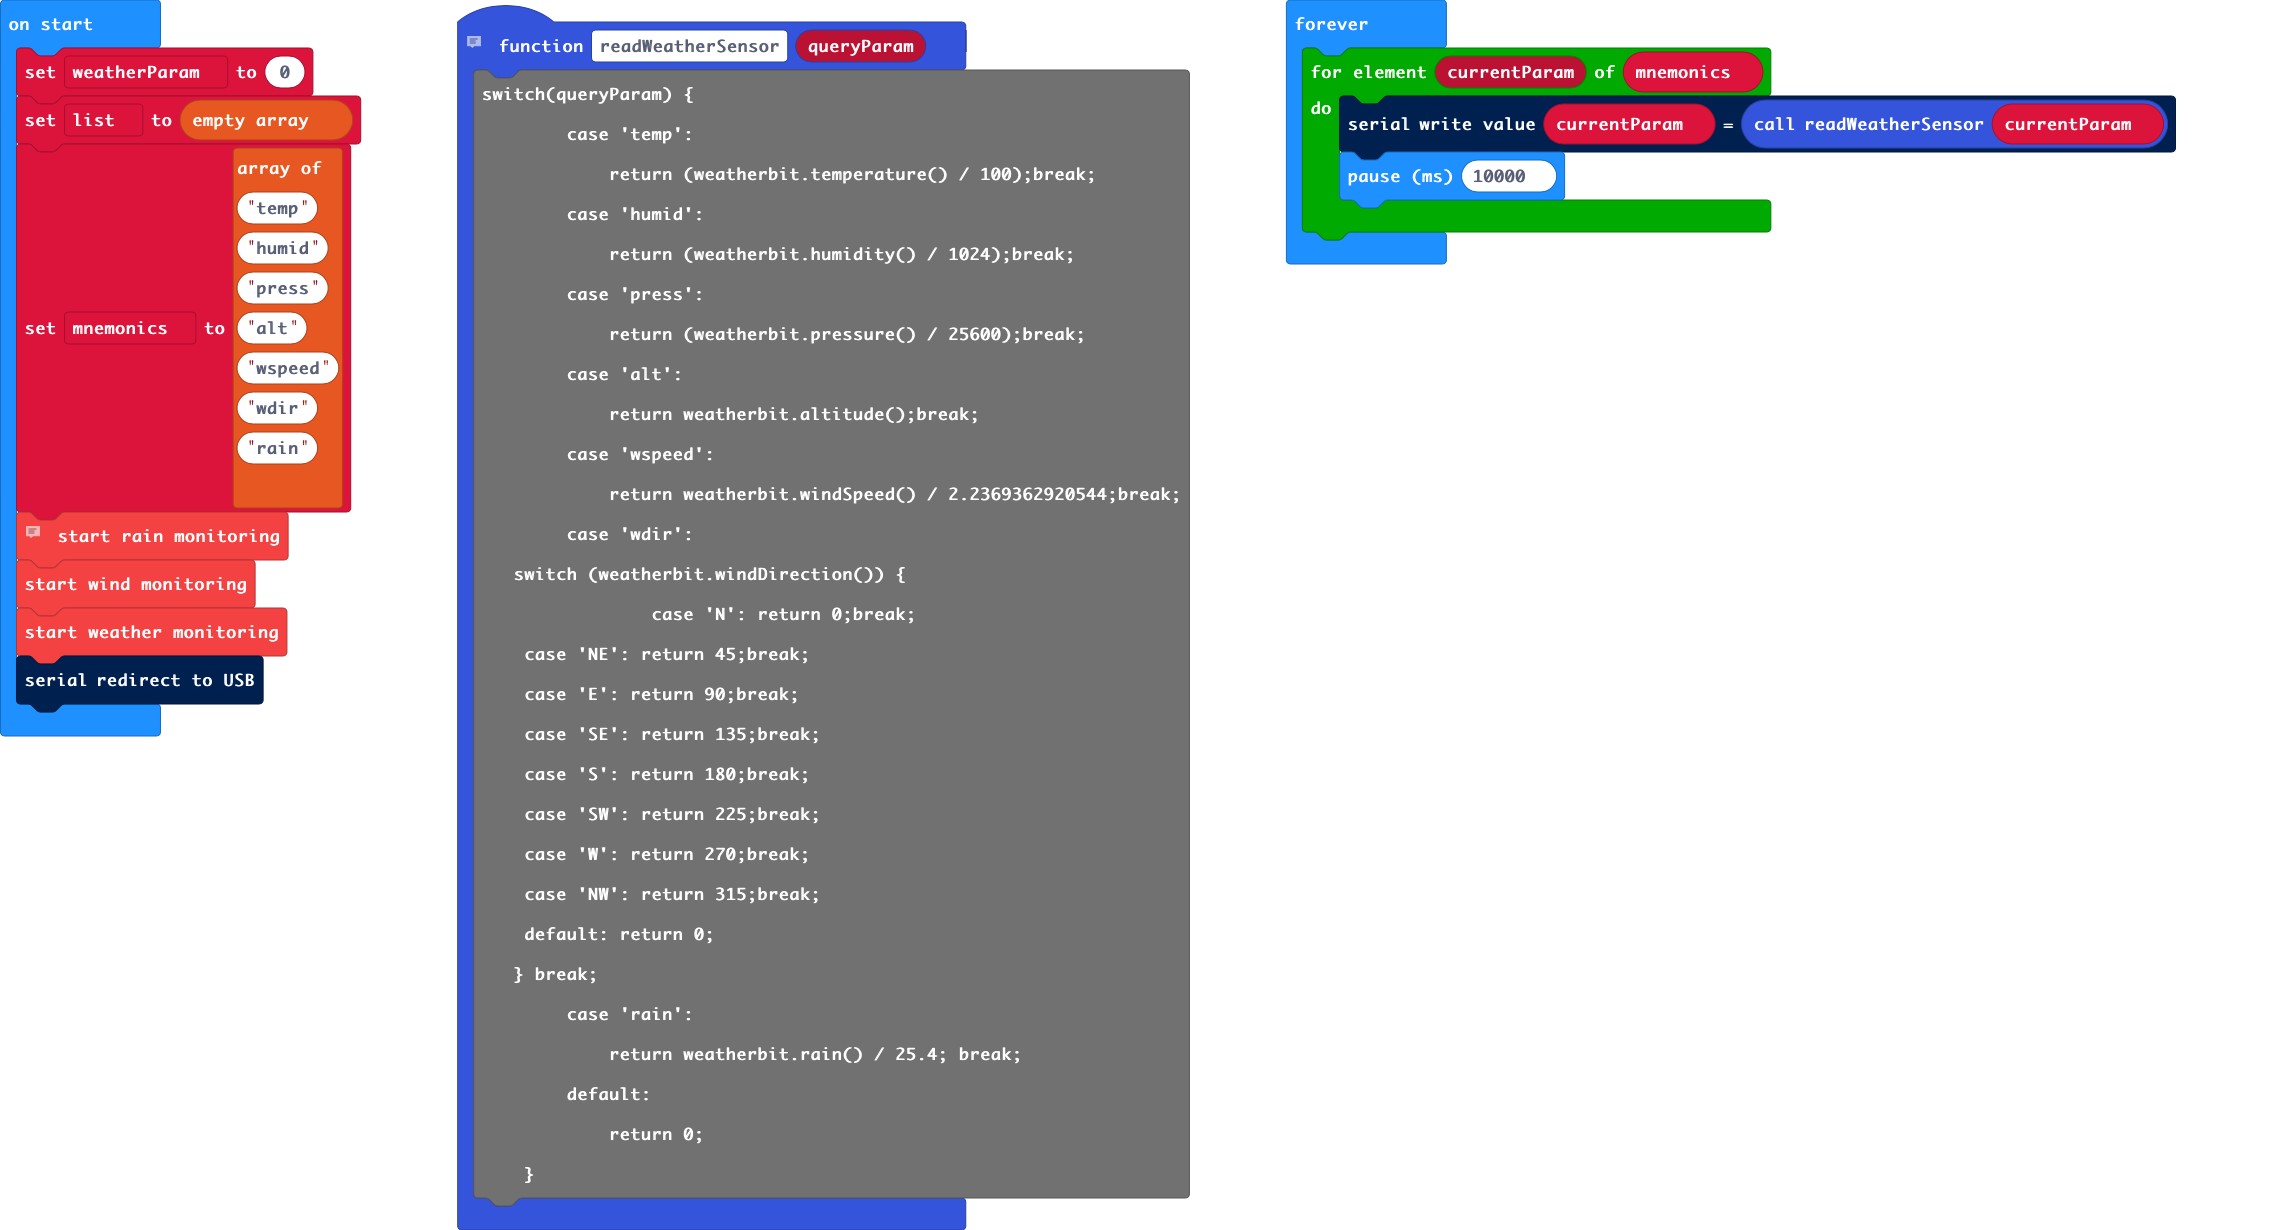 on start
set weatherParam to 0
set list to empty array
set mnemonics to array of
"temp"
"humid"
"press"
"alt"
"wspeed"
"wdir"
"rain"
start rain monitoring
start wind monitoring
start weather monitoring
serial redirect to USB
function readWeatherSensor queryParam
switch(queryParam) {
case 'temp':
return (weatherbit.temperature() / 100);break;
case 'humid':
return (weatherbit.humidity() / 1024);break;
case 'press':
return (weatherbit.pressure() / 25600);break;
case 'alt':
return weatherbit.altitude();break;
case 'wspeed':
return weatherbit.windSpeed() / 2.2369362920544;break;
case 'wdir':
switch (weatherbit.windDirection()) {
case 'N': return 0;break;
case 'NE': return 45;break;
case 'E': return 90;break;
case 'SE': return 135;break;
case 'S': return 180;break;
case 'SW': return 225;break;
case 'W': return 270;break;
case 'NW': return 315;break;
default: return 0;
} break;
case 'rain':
return weatherbit.rain() / 25.4; break;
default:
return 0;
}
forever
for element currentParam of mnemonics
do
serial write value currentParam = call readWeatherSensor currentParam
pause (ms) 10000